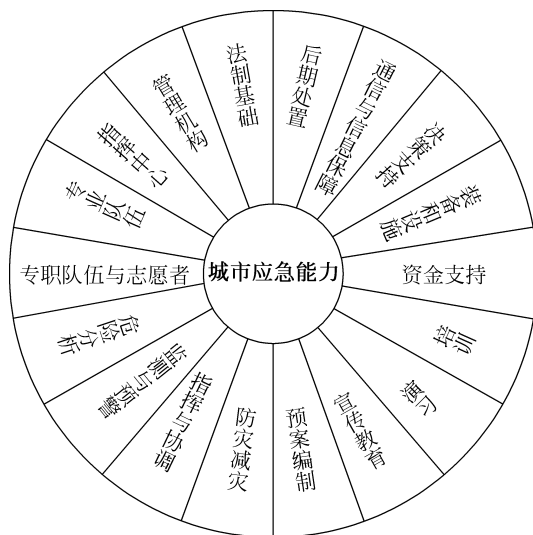 城市应急能力
法制基础
后期处置
通信与信息保障
决策支持
装备和设施
资金支持
培训
演习
宣传教育
预案编制
防灾减灾
指挥与协调
监测与预警
危险分析
专职队伍与志愿者
专业队伍
指挥中心
管理机构